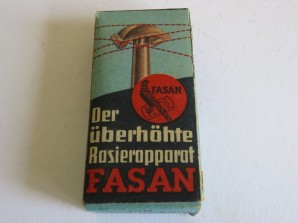 FASAN
Der
überhöhte
Rasierapparat
FASAN